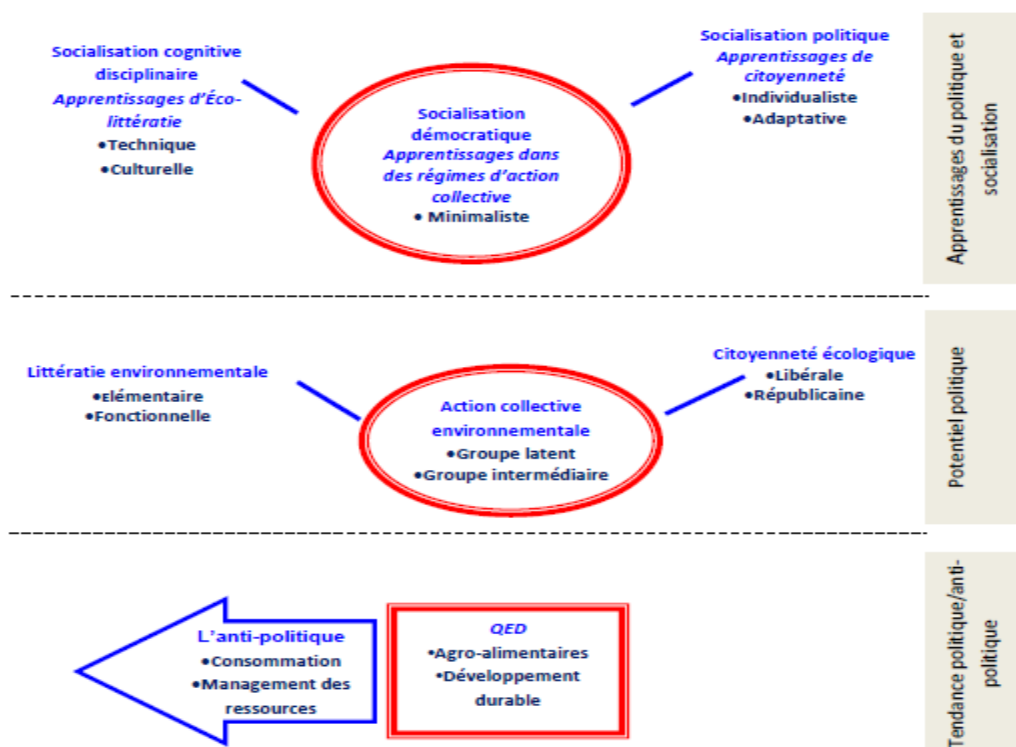 Socialisation cognitive
disciplinaire
Apprentissages d'Éco-
littératie
•Technique
•Culturelle
Socialisation
démocratique
Apprentissages dans
des régimes d'action
collective
• Minimaliste
Socialisation politique
Apprentissages de
citoyenneté
•Individualiste
•Adaptative
Apprentissages du politique et
socialisation
Littératie environnementale
•Elémentaire
•Fonctionnelle
Action collective
environnementale
•Groupe latent
•Groupe intermédiaire
Citoyenneté écologique
•Libérale
•Républicaine
Potentiel politique
L'anti-politique
•Consommation
•Management des
ressources
QED
•Agro-alimentaires
•Développement
durable
Tendance politique/anti-
politique